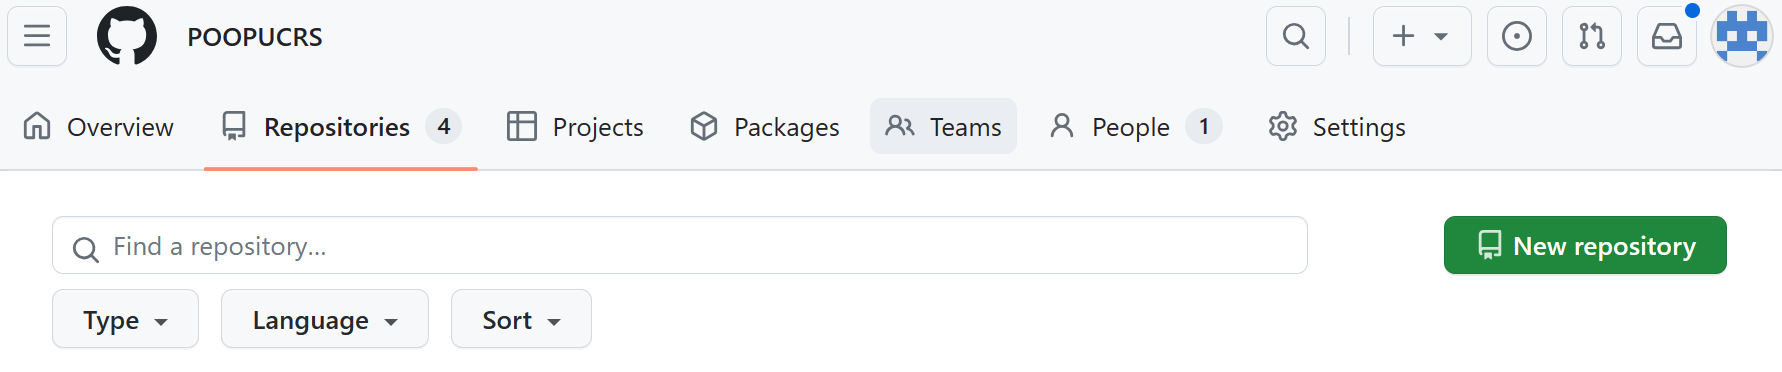 POOPUCRS
Overview Repositories 4 Projects Packages Teams People 1 Settings
Find a repository...
New repository
Type Language Sort